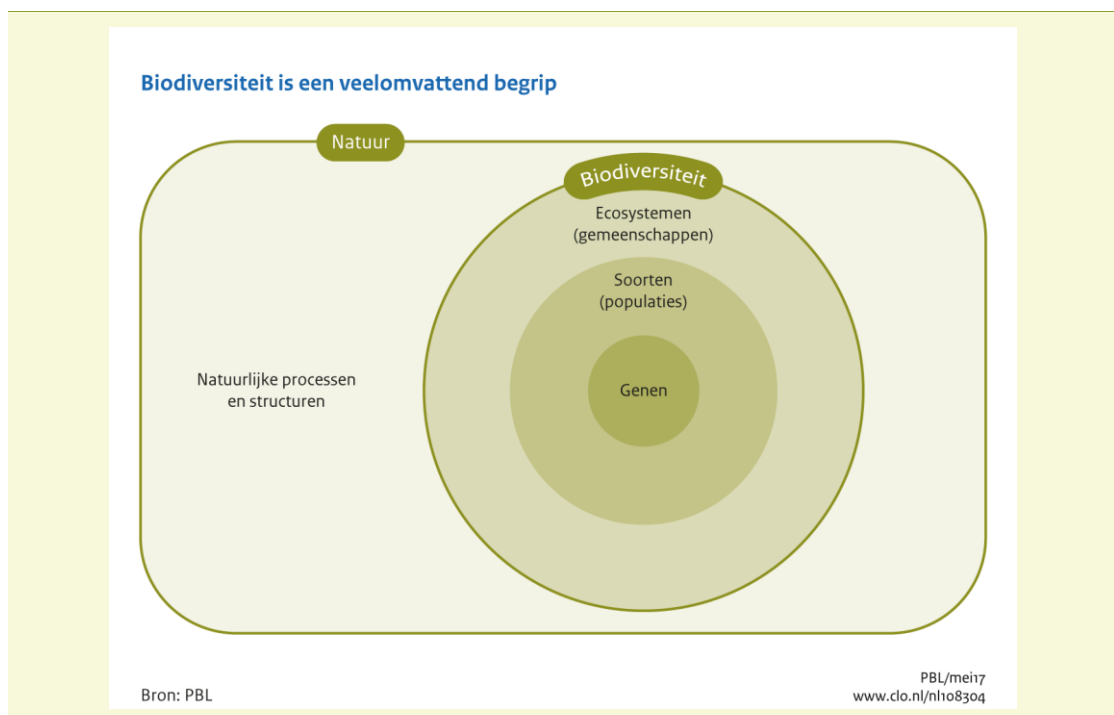 Biodiversiteit is een veelomvattend begrip
Natuur
Biodiversiteit
Ecosystemen
(gemeenschappen)
Soorten
(populaties)
Genen
Natuurlijke processen
en structuren
Bron: PBL
PBL/mei17
www.clo.nl/nl108304